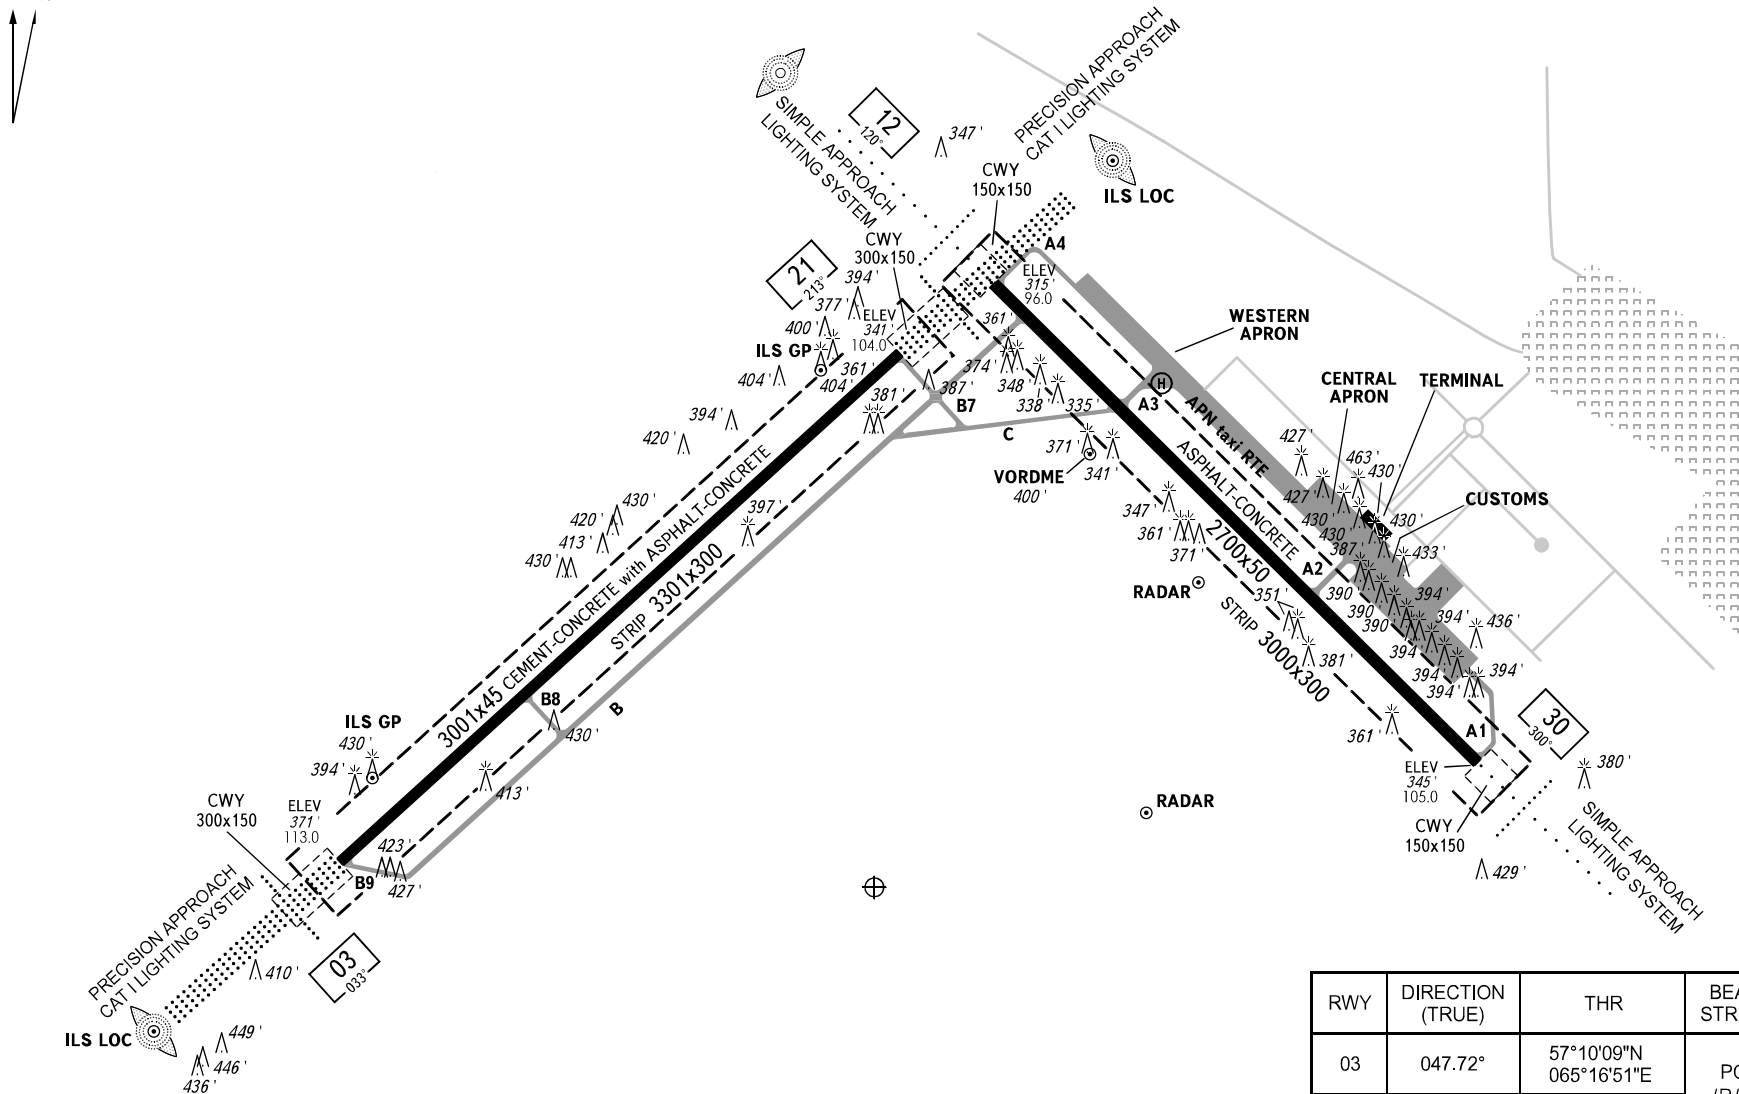 PRECISION APPROACH
CAT I LIGHTING SYSTEM
SIMPLE APPROACH
LIGHTING SYSTEM
12
120°
347'
CWY
150x150
ILS LOC
A4
CWY
300x150
21
213°
394'
377'
400'
ELEV
341'
104.0
ELEV
315'
96.0
361'
ILS GP
404'
404'
361'
381'
387'
374'
348
338'
335'
B7
C
A3
H
WESTERN
APRON
CENTRAL
APRON
TERMINAL
CUSTOMS
APN taxi RTE
394'
420'
371'
341'
VORDME
400'
427'
463'
430'
427'
430'
430'
430'
387'
433'
430'
420'
413'
430'
397'
347'
361'
371'
ASPHALT-CONCRETE
2700x50
STRIP 3000x300
A2
RADAR
351'
390'
390'
390'
394'
394'
436'
394'
394'
394'
394'
381'
361'
3001x45 CEMENT-CONCRETE with ASPHALT-CONCRETE
STRIP 3301x300
B8
B
430'
ILS GP
430'
394'
413'
A1
30
300°
380'
ELEV
345'
105.0
CWY
300x150
ELEV
371'
113.0
RADAR
CWY
150x150
429'
SIMPLE APPROACH
LIGHTING SYSTEM
423'
B9
427'
PRECISION APPROACH
CAT I LIGHTING SYSTEM
03
033°
410'
ILS LOC
449'
446'
436'
RWY
DIRECTION
(TRUE)
THR
03
047.72°
57°10'09"N
065°16'51"E